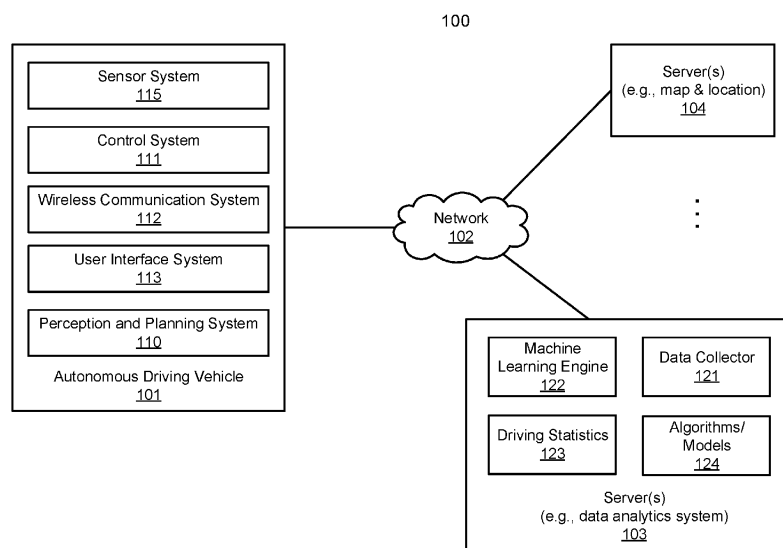 100
Sensor System
115
Control System
111
Wireless Communication System
112
User Interface System
113
Perception and Planning System
110
Autonomous Driving Vehicle
101
Network
102
Server(s)
(e.g., map & location)
104
Machine
Learning Engine
122
Data Collector
121
Driving Statistics
123
Algorithms/
Models
124
Server(s)
(e.g., data analytics system)
103